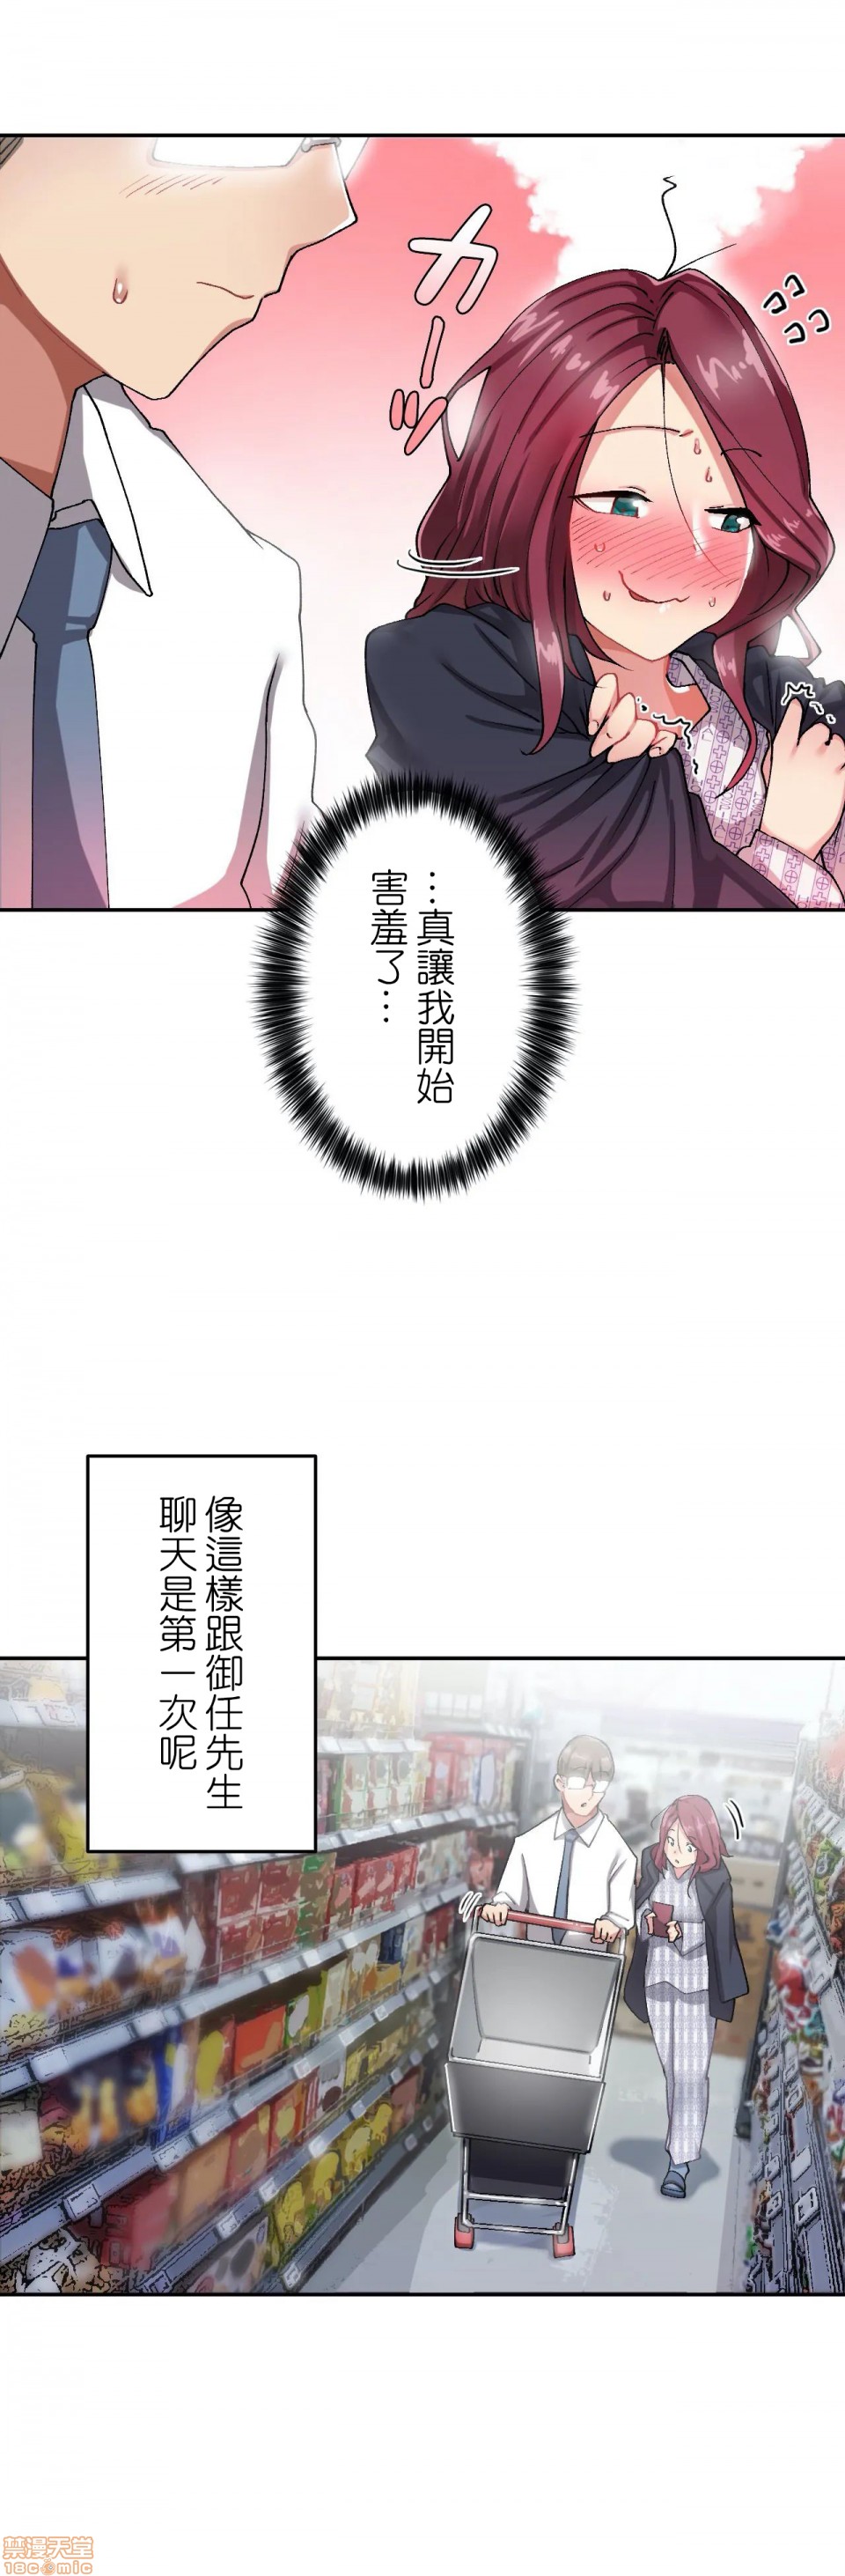 カーッ
ココ
ココ
…真讓我開始
害羞了…
像這樣跟御任先生
聊天是第一次呢
禁漫天堂
18comic